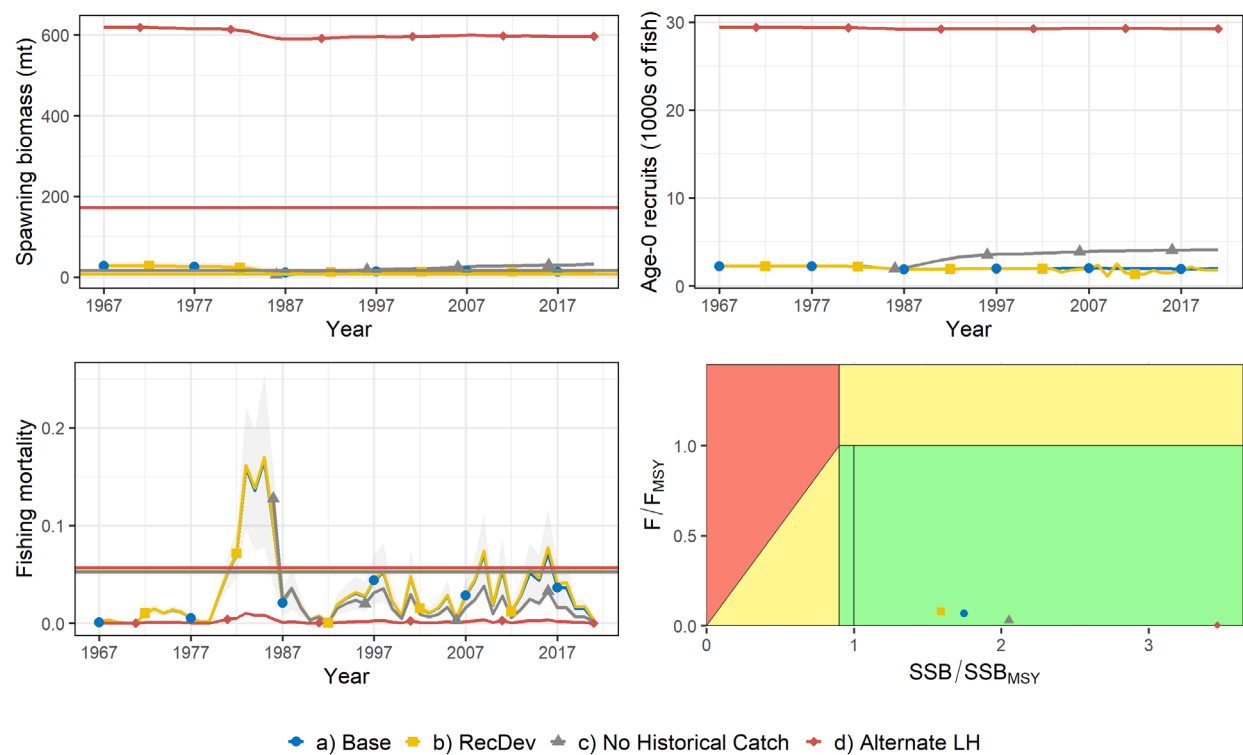 Spawning biomass (mt)
600
400
200
0
1967 1977 1987 1997 2007 2017
Year
Age-0 recruits (1000s of fish)
30
20
10
0
1967 1977 1987 1997 2007 2017
Year
Fishing mortality
0.2
0.1
0.0
1967 1977 1987 1997 2007 2017
Year
F/FMSY
1.0
0.5
0.0
0 1 2 3
SSB/SSBMSY
a) Base b) RecDev c) No Historical Catch d) Alternate LH